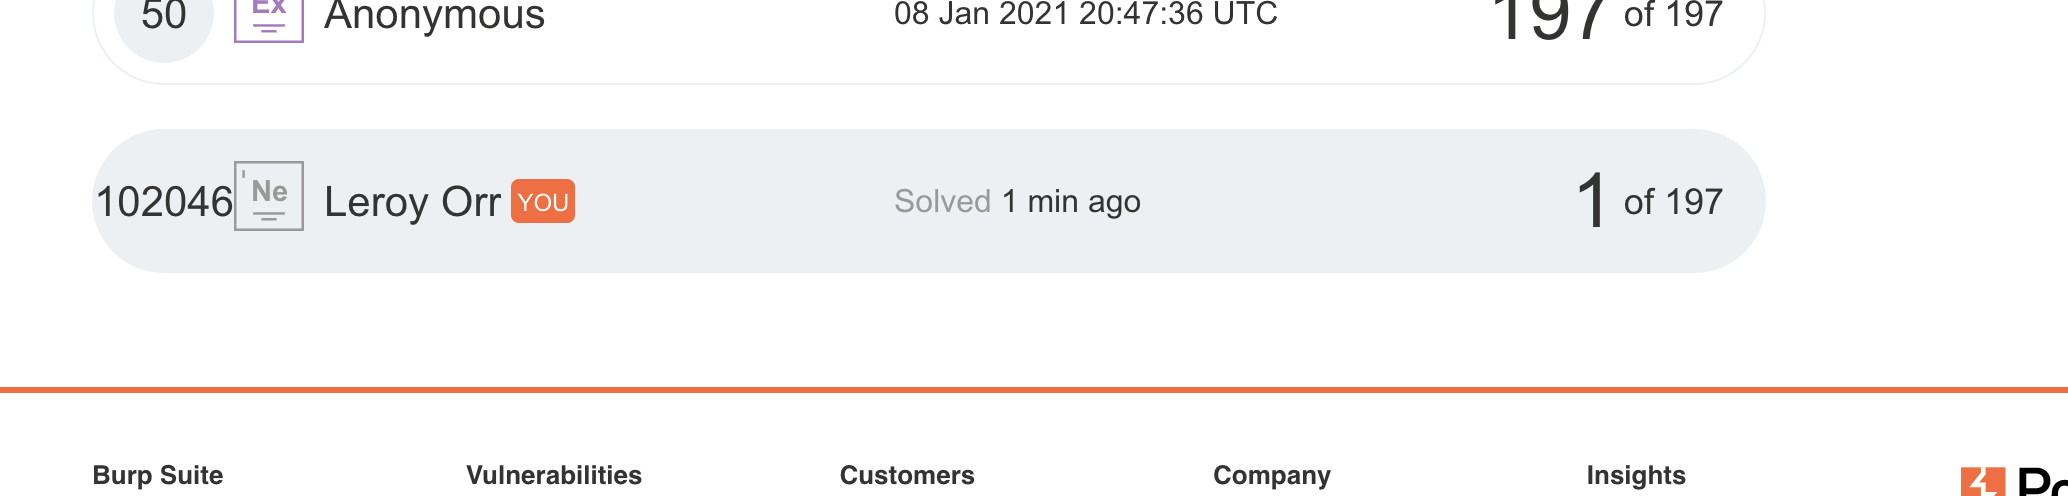 50 Ex Anonymous 08 Jan 2021 20:47:36 UTC 197 of 197
102046 Ne Leroy Orr YOU Solved 1 min ago 1 of 197
Burp Suite Vulnerabilities Customers Company Insights